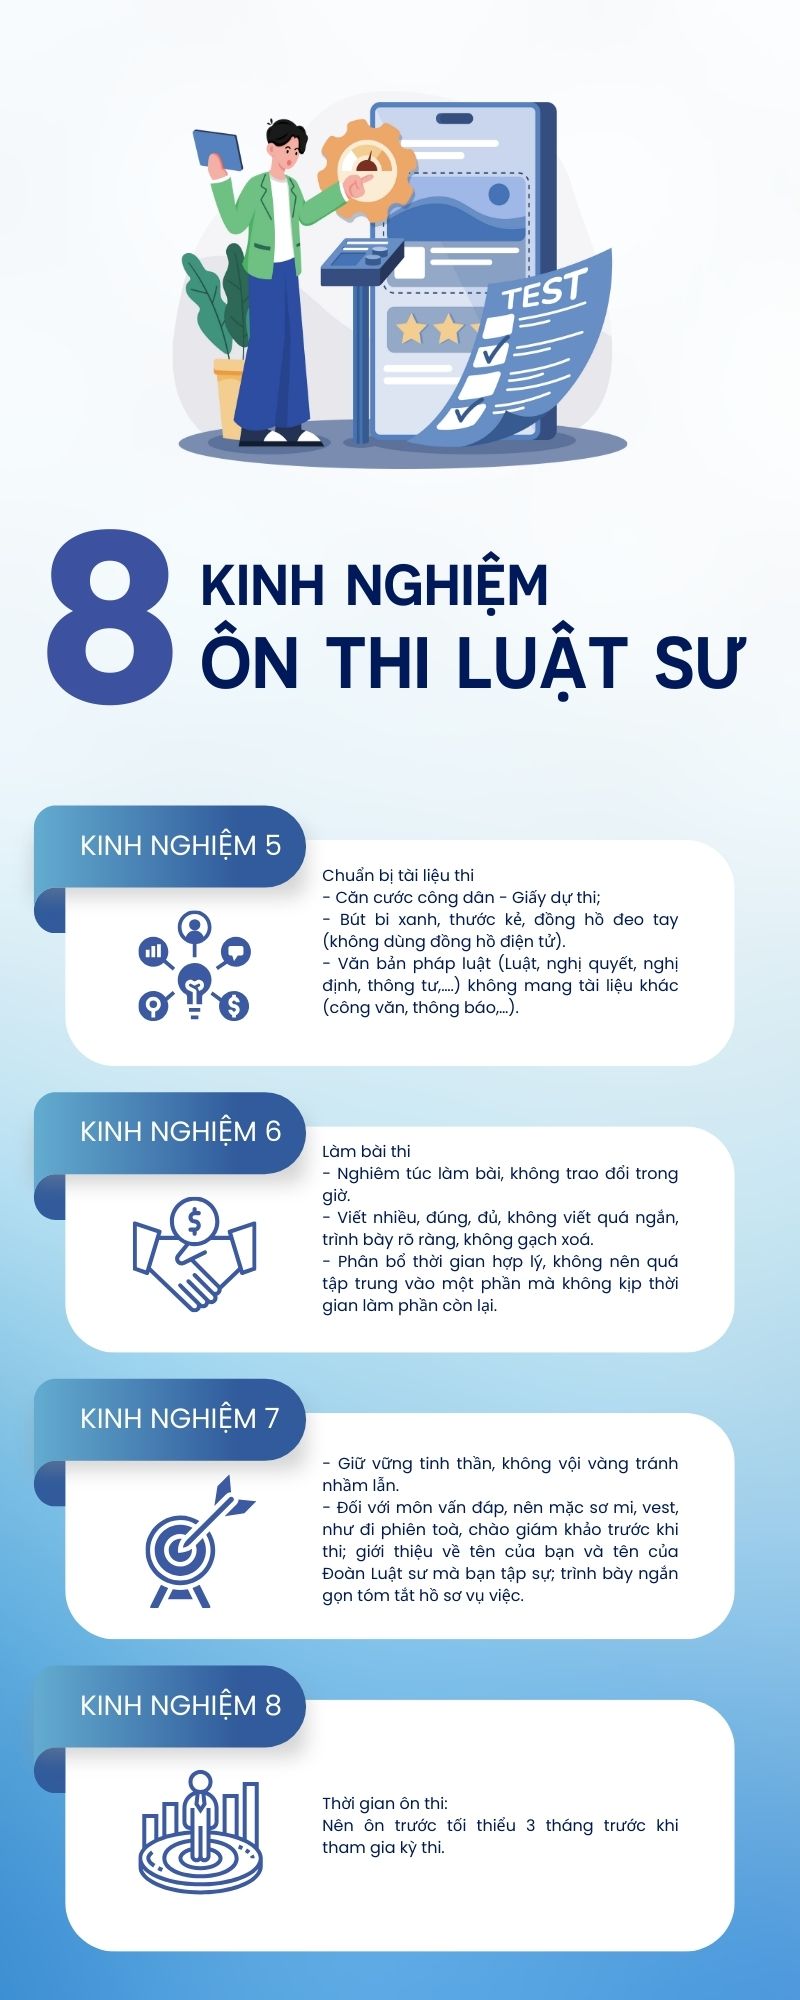 TEST
8
KINH NGHIỆM
ÔN THI LUẬT SƯ
KINH NGHIỆM 5
Chuẩn bị tài liệu thi
- Căn cước công dân - Giấy dự thi;
- Bút bi xanh, thước kẻ, đồng hồ đeo tay
(không dùng đồng hồ điện tử).
- Văn bản pháp luật (Luật, nghị quyết, nghị
định, thông tư,....) không mang tài liệu khác
(công văn, thông báo,...).
KINH NGHIỆM 6
Làm bài thi
- Nghiêm túc làm bài, không trao đổi trong
giờ.
- Viết nhiều, đúng, đủ, không viết quá ngắn,
trình bày rõ ràng, không gạch xoá.
- Phân bổ thời gian hợp lý, không nên quá
tập trung vào một phần mà không kịp thời
gian làm phần còn lại.
KINH NGHIỆM 7
- Giữ vững tinh thần, không vội vàng tránh
nhầm lẫn.
- Đối với môn vấn đáp, nên mặc sơ mi, vest,
như đi phiên toà, chào giám khảo trước khi
thi; giới thiệu về tên của bạn và tên của
Đoàn Luật sư mà bạn tập sự; trình bày ngắn
gọn tóm tắt hồ sơ vụ việc.
KINH NGHIỆM 8
Thời gian ôn thi:
Nên ôn trước tối thiểu 3 tháng trước khi
tham gia kỳ thi.